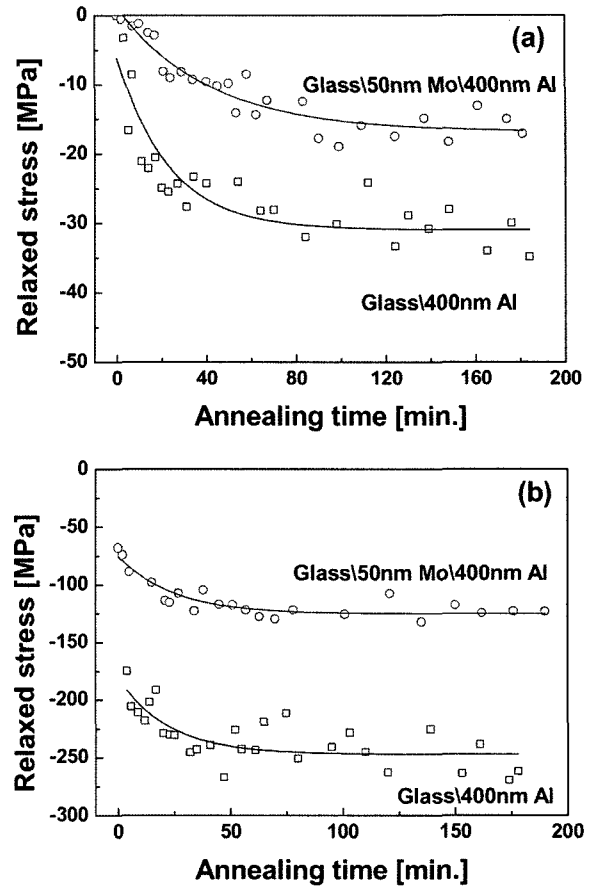 (a)
0
-10
-20
-30
-40
-50
Relaxed stress [MPa]
Glass\50nm Mo\400nm Al
Glass\400nm Al
0 40 80 120 160 200
Annealing time [min.]
(b)
0
-50
-100
-150
-200
-250
-300
Relaxed stress [MPa]
Glass\50nm Mo\400nm Al
Glass\400nm Al
0 50 100 150 200
Annealing time [min.]